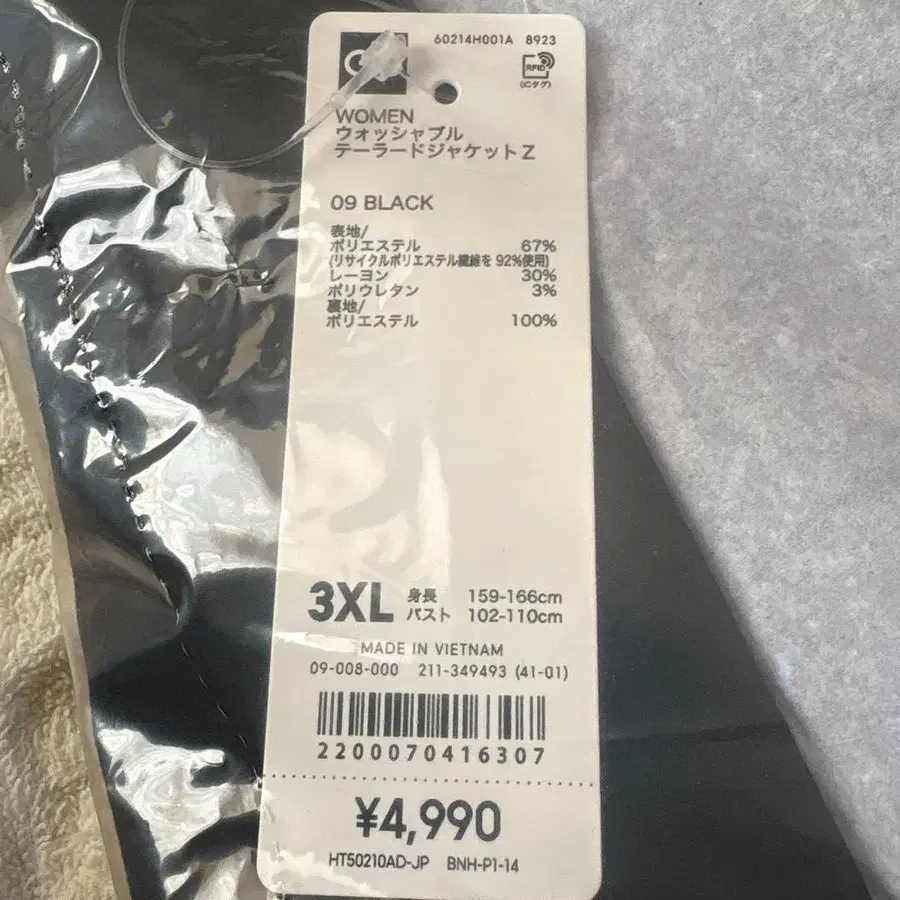 60214H001A 8923
RFID
(ICタグ)
WOMEN
ウォッシャブル
テーラードジャケットZ
09 BLACK
表地/
ポリエステル 67%
(リサイクルポリエステル繊維を 92%使用)
レーヨン 30%
ポリウレタン 3%
裏地/
ポリエステル 100%
3XL 身長 159-166cm
バスト 102-110cm
MADE IN VIETNAM
09-008-000 211-349493 (41-01)
2200070416307
¥4,990
HT50210AD-JP BNH-P1-14